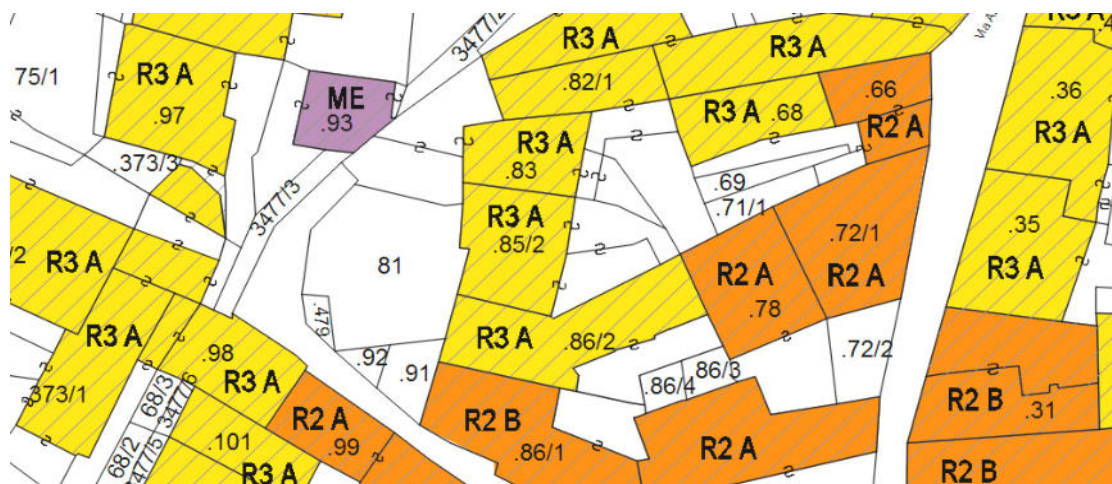 3477/2
Via A
R3 A
R3 A
R3 A
75/1
R3 A
.82/1
.66
.36
ME
.97
.93
R3 A
.68
R2 A
R3 A
R3 A
.373/3
.83
.69
3477/3
R3 A
.71/1
.85/2
.72/1
.35
/2
R3 A
81
R2 A
R2 A
R3 A
.78
.479
R3 A
R3 A
.86/2
.98
.92
.72/2
.91
R3 A
.86/4
.86/3
373/1
68/3
3477/6
R2 A
R2 B
R2 B
.31
.99
.101
R2 A
.86/1
68/2
3477/5
R3 A
R2 B